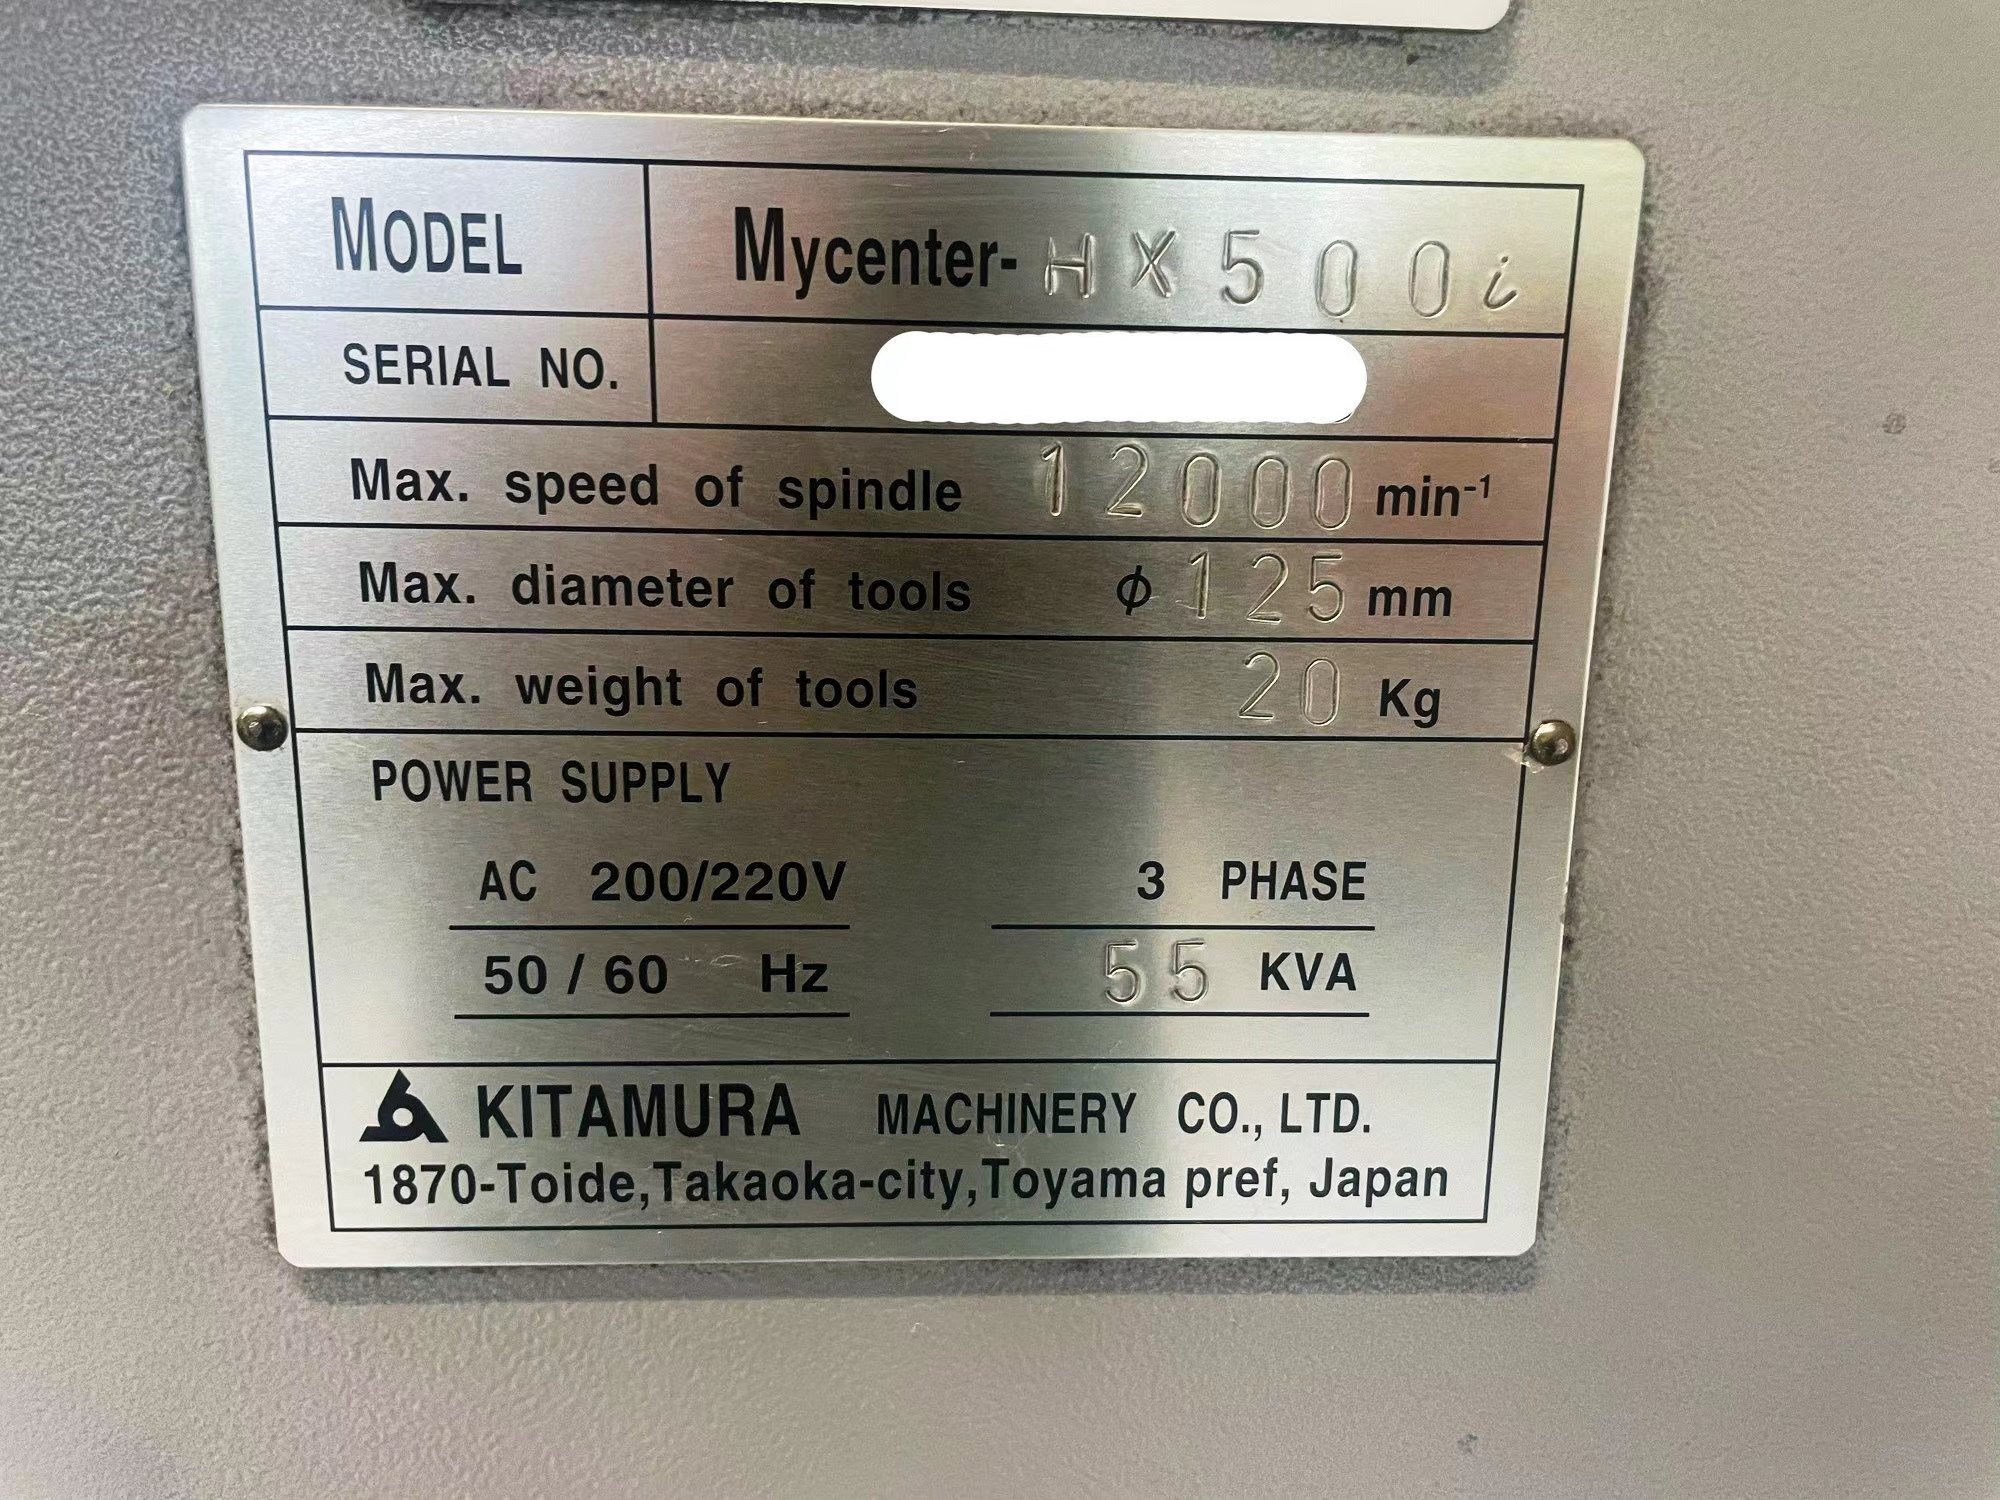 MODEL Mycenter-HX500i
SERIAL NO.
Max. speed of spindle 12000 min⁻¹
Max. diameter of tools φ125 mm
Max. weight of tools 20 Kg
POWER SUPPLY
AC 200/220V 3 PHASE
50/60 Hz 55 KVA
KITAMURA MACHINERY CO., LTD.
1870-Toide,Takaoka-city,Toyama pref, Japan